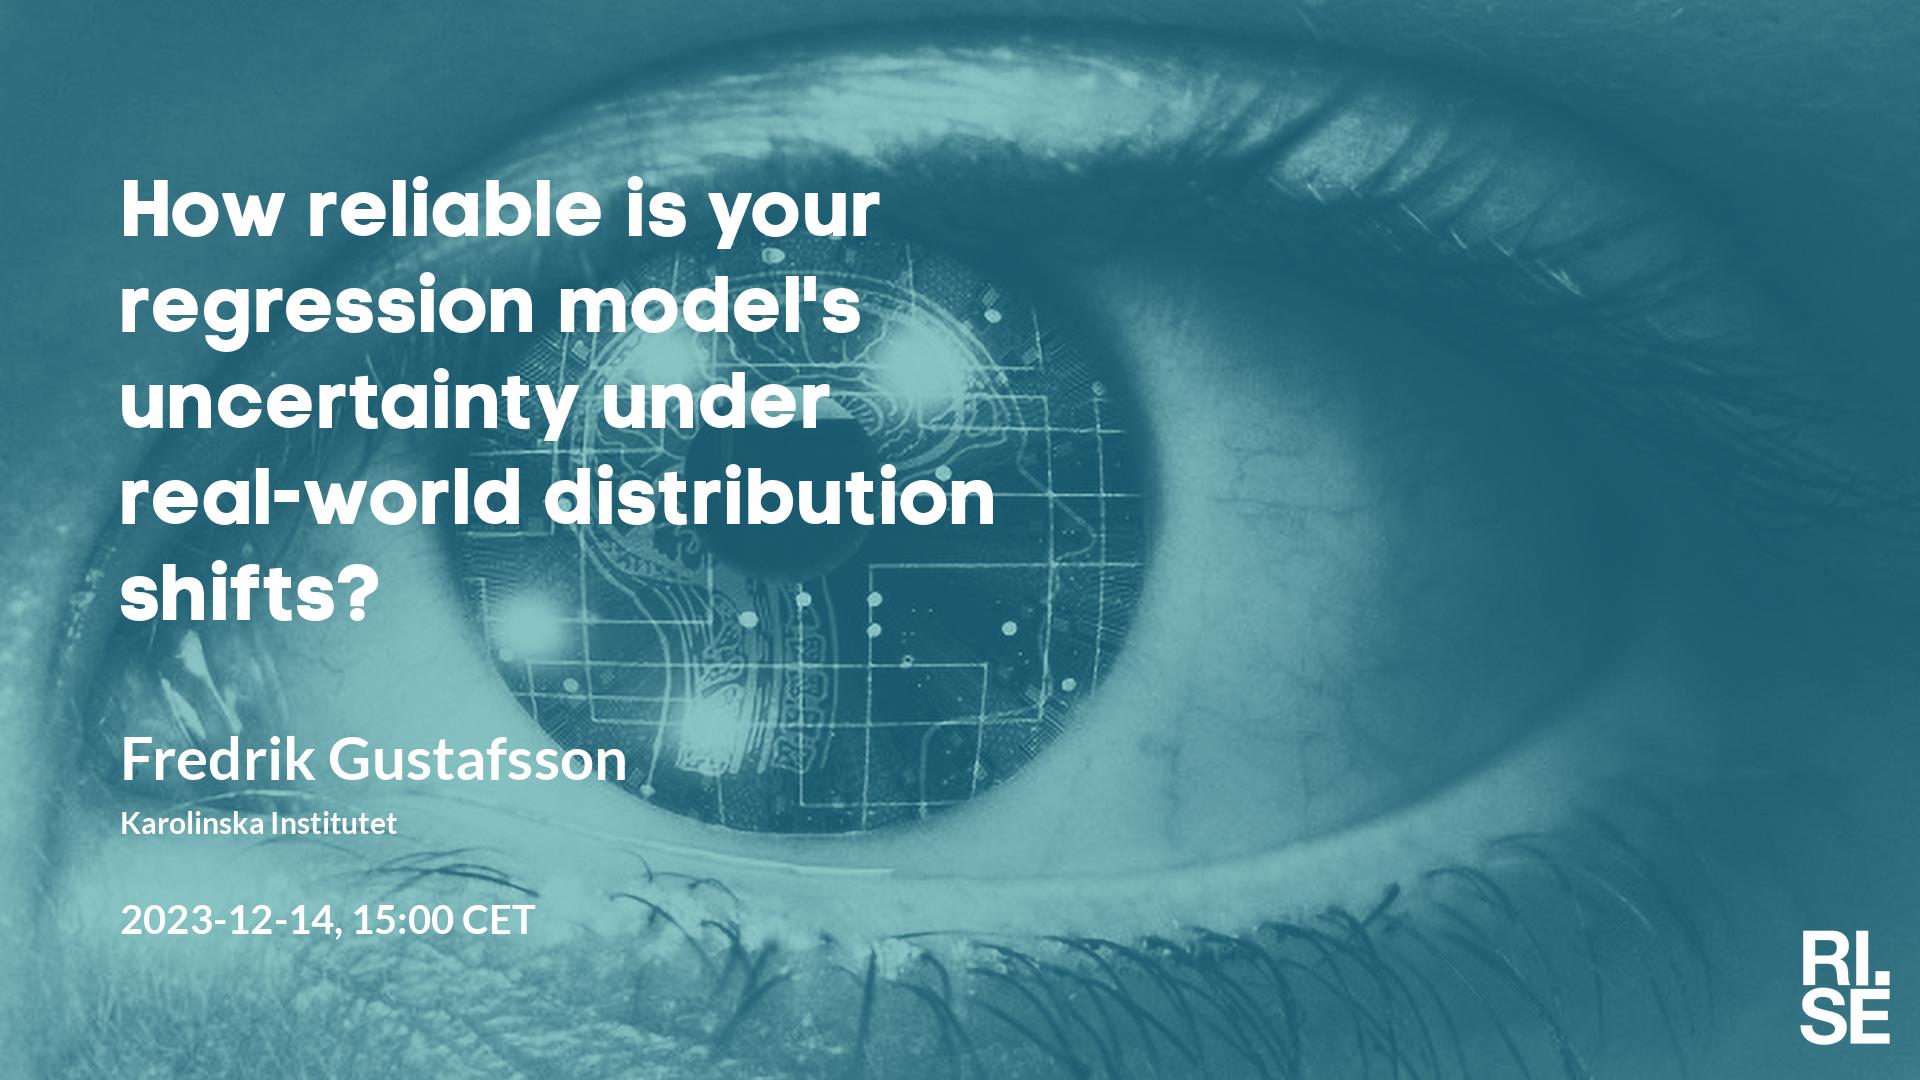 How reliable is your
regression model's
uncertainty under
real-world distribution
shifts?
Fredrik Gustafsson
Karolinska Institutet
2023-12-14, 15:00 CET
RI.
SE